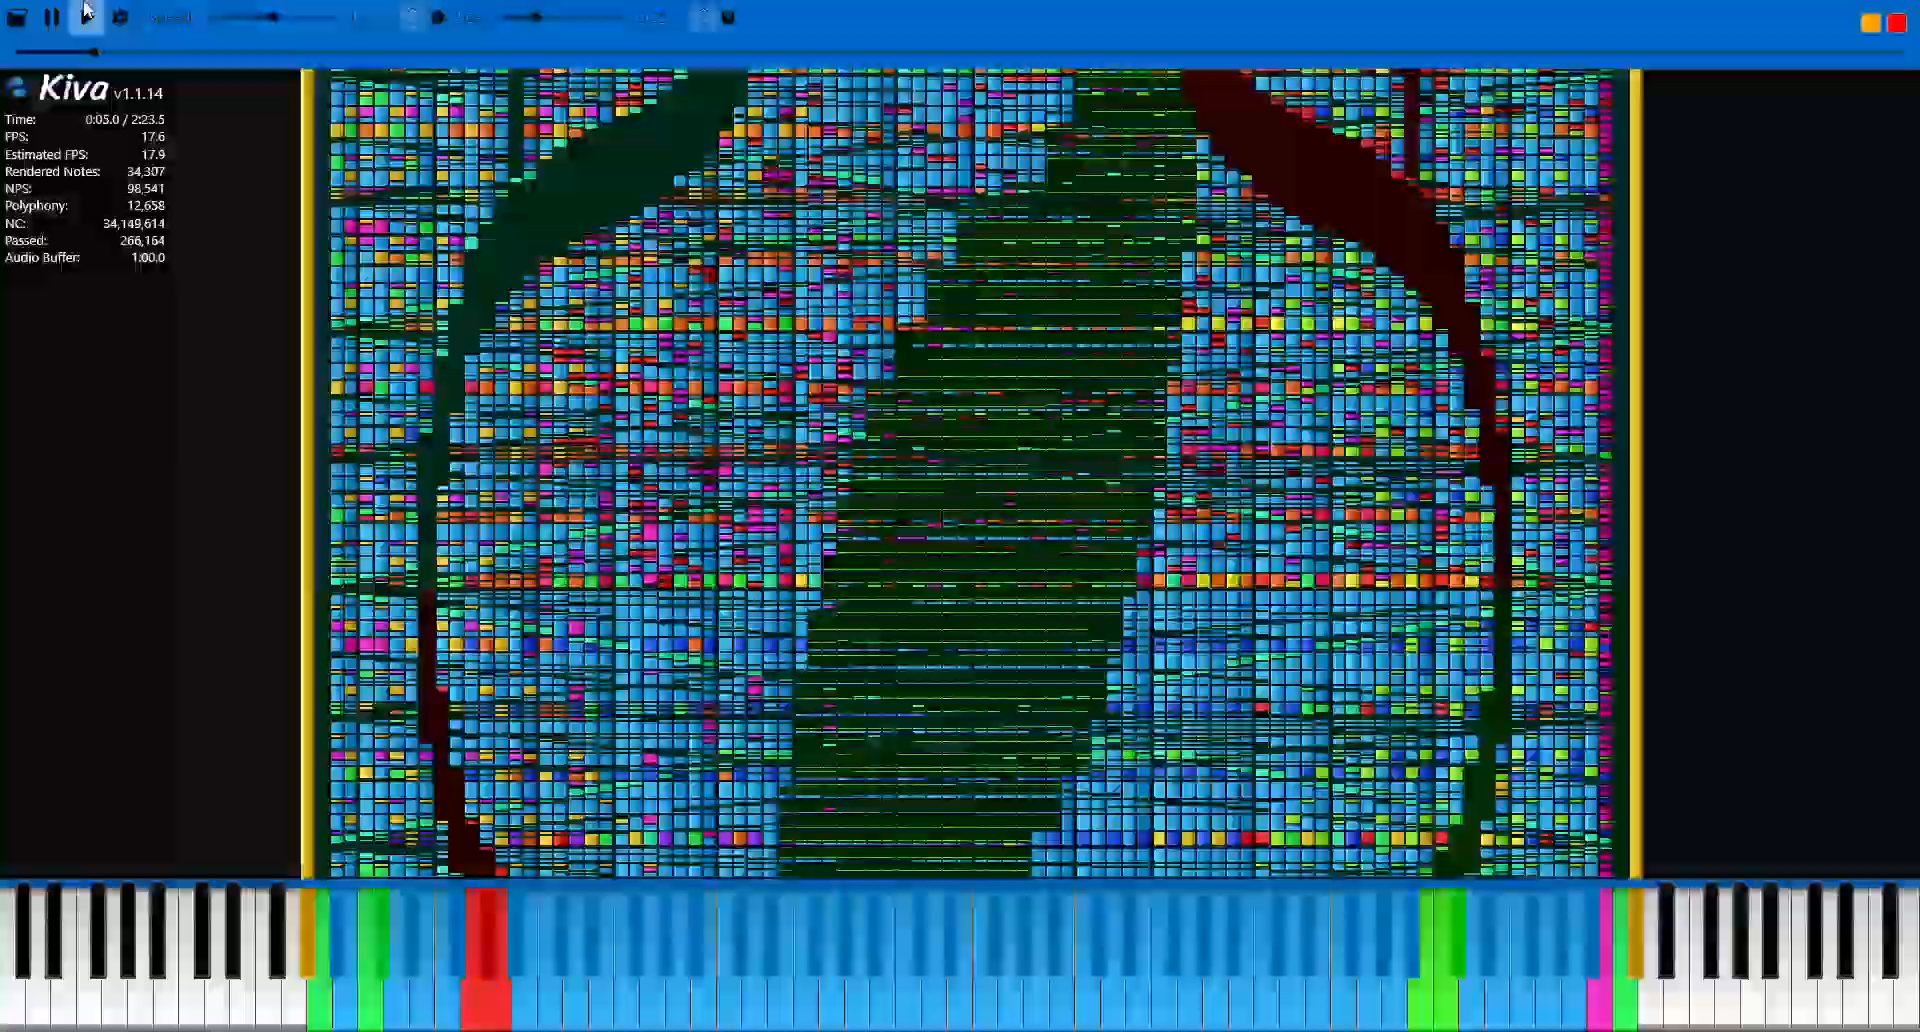 Kiva v1.1.14
Time: 0:05.0 / 2:23.5
FPS: 17.6
Estimated FPS: 17.9
Rendered Notes: 34,307
NPS: 98,541
Polyphony: 12,658
NC: 34,149,614
Passed: 266,164
Audio Buffer: 1:00.0